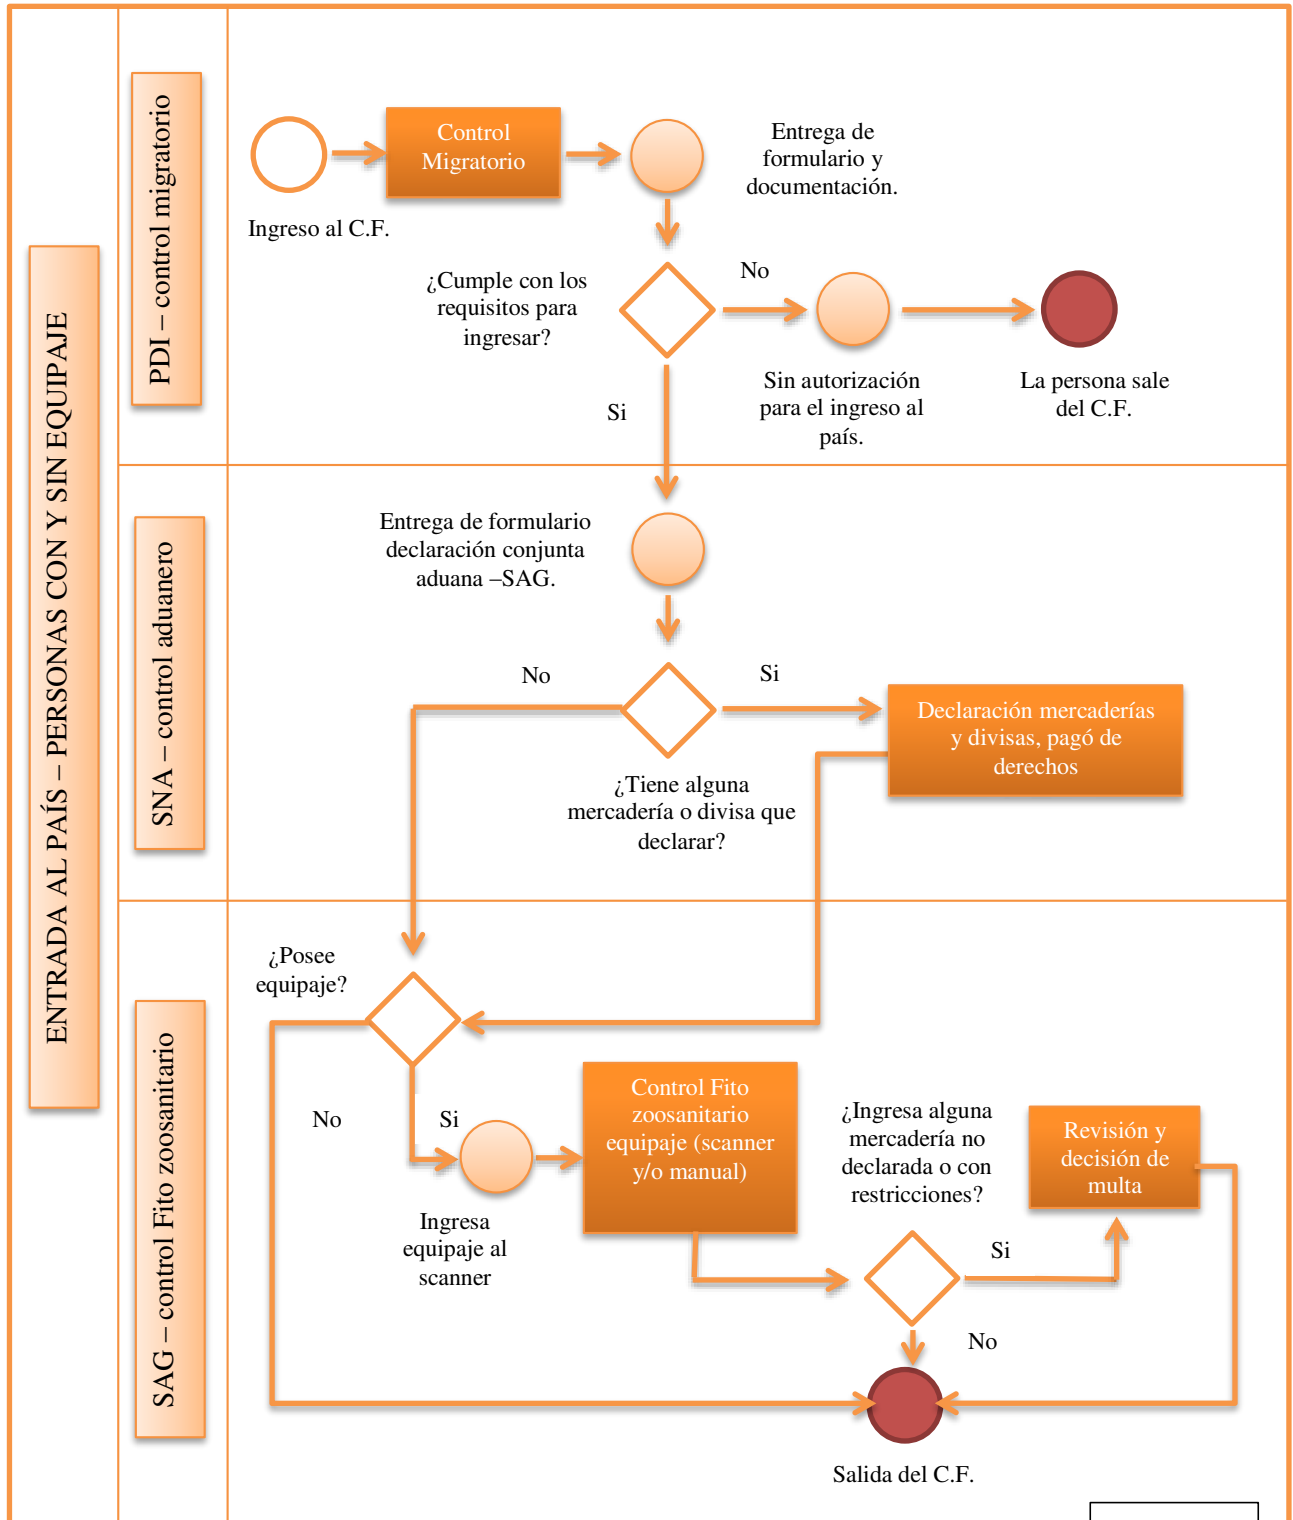 ENTRADA AL PAÍS – PERSONAS CON Y SIN EQUIPAJE
PDI – control migratorio
Control
Migratorio
Entrega de
formulario y
documentación.
Ingreso al C.F.
¿Cumple con los
requisitos para
ingresar?
No
Si
Sin autorización
para el ingreso al
país.
La persona sale
del C.F.
SNA – control aduanero
Entrega de formulario
declaración conjunta
aduana –SAG.
No
Si
Declaración mercaderías
y divisas, pagó de
derechos
¿Tiene alguna
mercadería o divisa que
declarar?
SAG – control Fito zoosanitario
¿Posee
equipaje?
No
Si
Ingresa
equipaje al
scanner
Control Fito
zoosanitario
equipaje (scanner
y/o manual)
¿Ingresa alguna
mercadería no
declarada o con
restricciones?
Revisión y
decisión de
multa
Si
No
Salida del C.F.